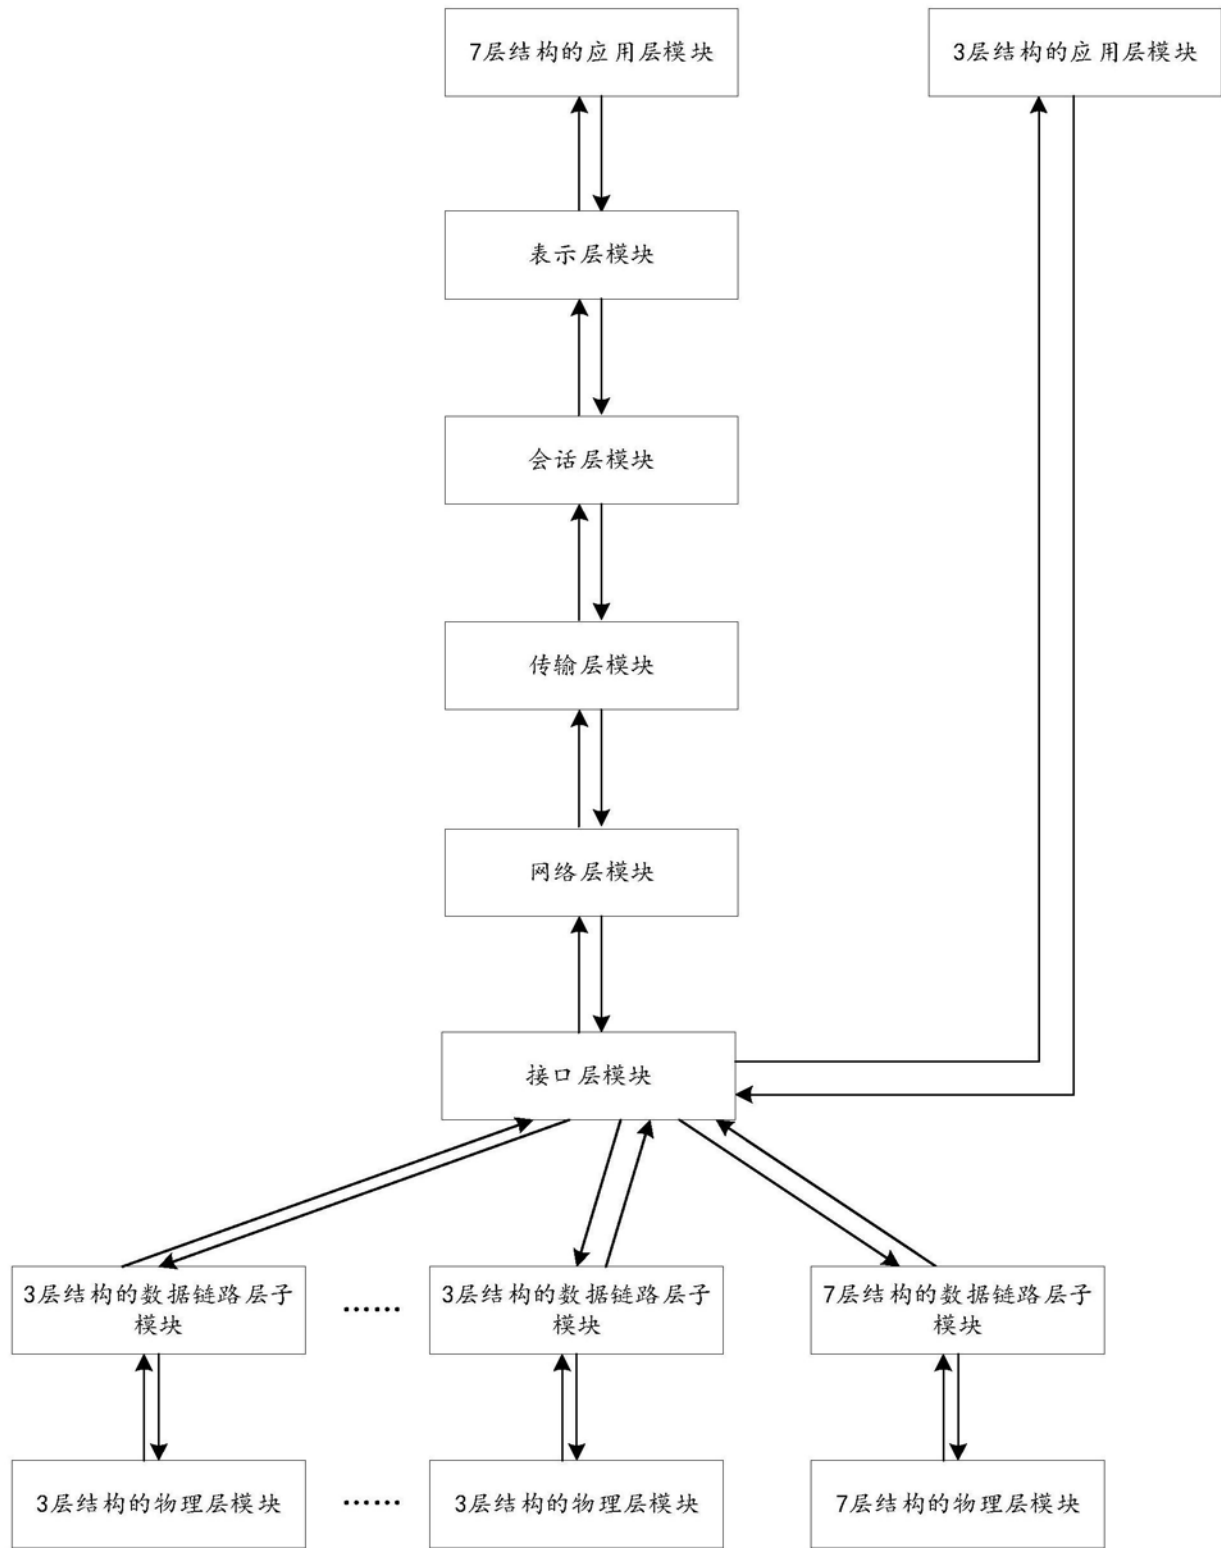 7层结构的应用层模块
3层结构的应用层模块
表示层模块
会话层模块
传输层模块
网络层模块
接口层模块
3层结构的数据链路层子
模块
……
3层结构的数据链路层子
模块
7层结构的数据链路层子
模块
3层结构的物理层模块
……
3层结构的物理层模块
7层结构的物理层模块